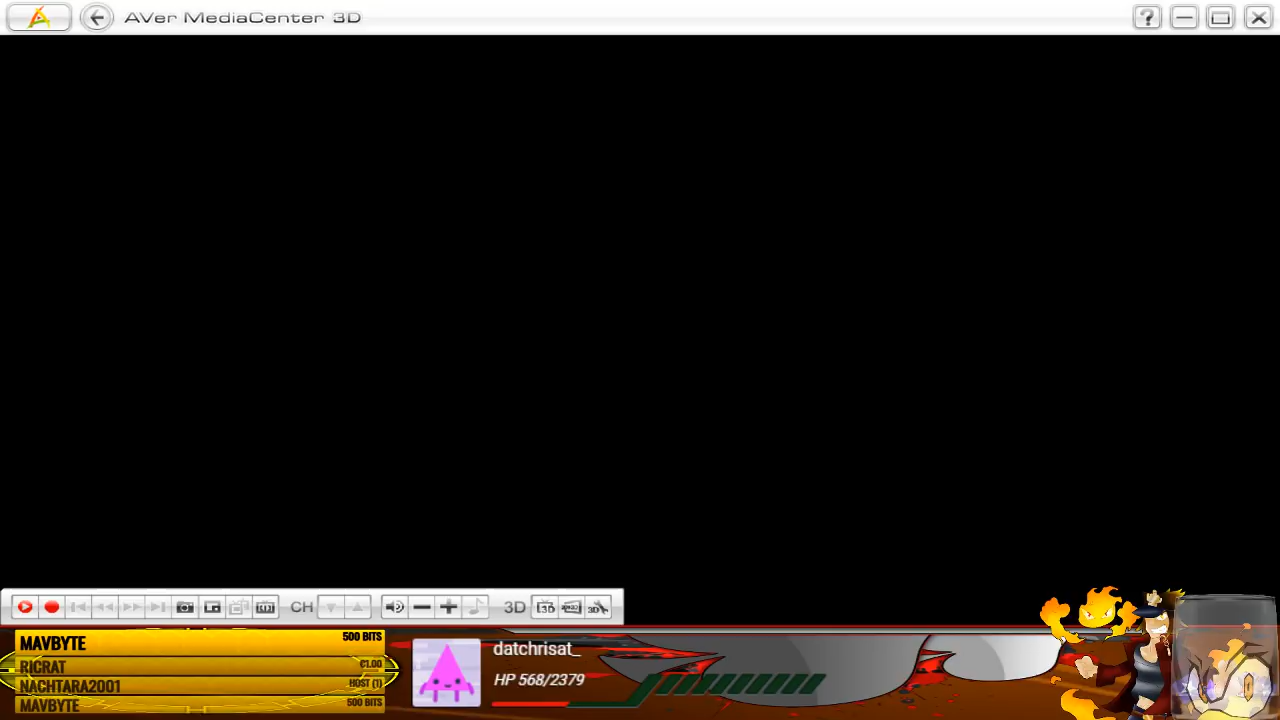 AVer MediaCenter 3D
CH
3D
MAVBYTE 500 BITS
RICRAT €1.00
NACHTARA2001 HOST (1)
MAVBYTE 500 BITS
datchrisat_
HP 568/2379